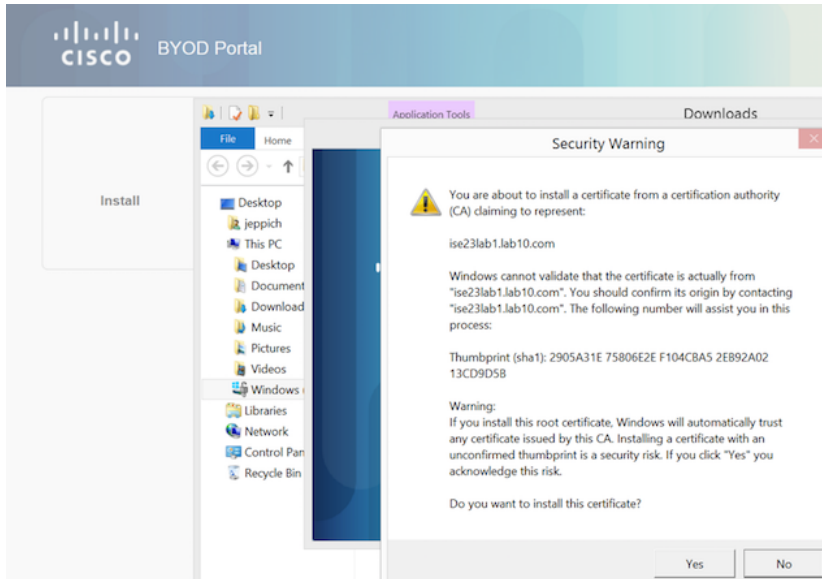 CISCO BYOD Portal
Application Tools
Downloads
File Home
Install
Desktop
jeppich
This PC
Desktop
Document
Download
Music
Pictures
Videos
Windows
Libraries
Network
Control Pan
Recycle Bin
Security Warning
You are about to install a certificate from a certification authority
(CA) claiming to represent:
ise23lab1.lab10.com
Windows cannot validate that the certificate is actually from
"ise23lab1.lab10.com". You should confirm its origin by contacting
"ise23lab1.lab10.com". The following number will assist you in this
process:
Thumbprint (sha1): 2905A31E 75806E2E F104CBA5 2EB92A02
13CD9D5B
Warning:
If you install this root certificate, Windows will automatically trust
any certificate issued by this CA. Installing a certificate with an
unconfirmed thumbprint is a security risk. If you click "Yes" you
acknowledge this risk.
Do you want to install this certificate?
Yes No